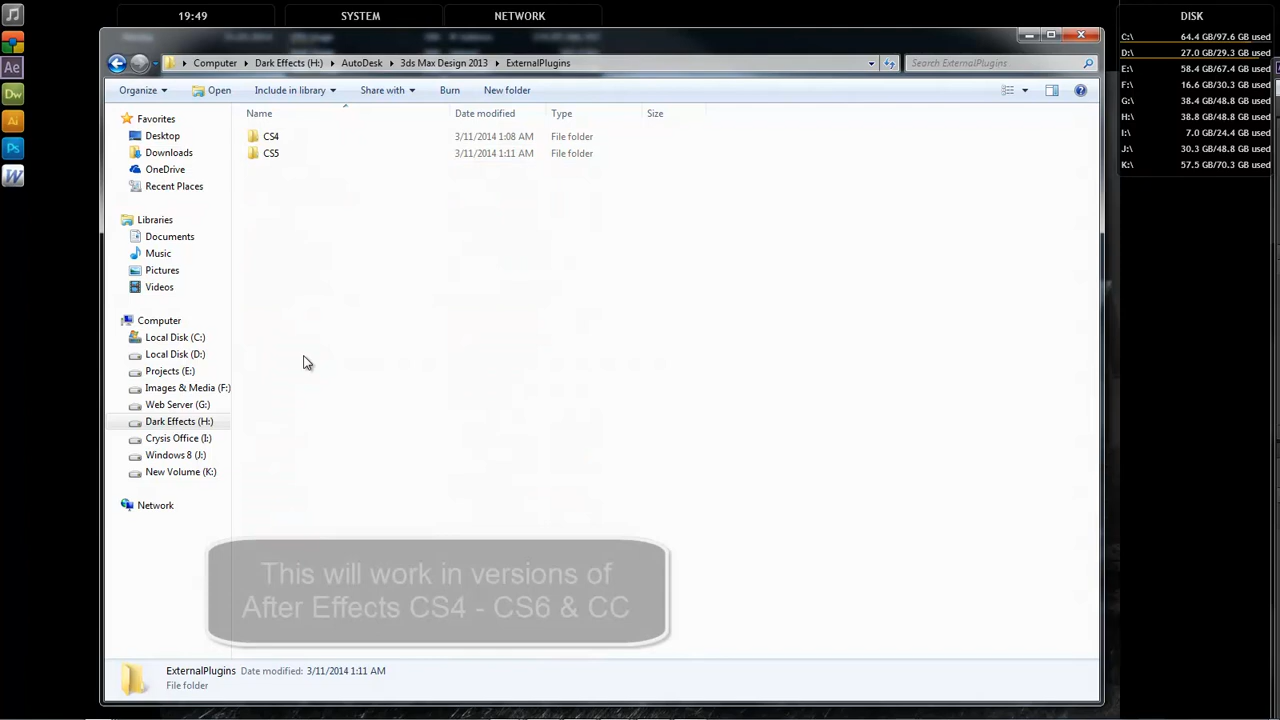 19:49
SYSTEM
NETWORK
DISK
C:\ 64.4 GB/97.6 GB used
D:\ 27.0 GB/29.3 GB used
E:\ 58.4 GB/67.4 GB used
F:\ 16.6 GB/30.3 GB used
G:\ 38.4 GB/48.8 GB used
H:\ 38.8 GB/48.8 GB used
I:\ 7.0 GB/24.4 GB used
J:\ 30.3 GB/48.8 GB used
K:\ 57.5 GB/70.3 GB used
Ae
Dw
Ai
Ps
W
Computer Dark Effects (H:) AutoDesk 3ds Max Design 2013 ExternalPlugins
Search ExternalPlugins
Organize Open Include in library Share with Burn New folder
Name Date modified Type Size
CS4 3/11/2014 1:08 AM File folder
CS5 3/11/2014 1:11 AM File folder
Favorites
Desktop
Downloads
OneDrive
Recent Places
Libraries
Documents
Music
Pictures
Videos
Computer
Local Disk (C:)
Local Disk (D:)
Projects (E:)
Images & Media (F:)
Web Server (G:)
Dark Effects (H:)
Crysis Office (I:)
Windows 8 (J:)
New Volume (K:)
Network
This will work in versions of
After Effects CS4 - CS6 & CC
ExternalPlugins Date modified: 3/11/2014 1:11 AM
File folder